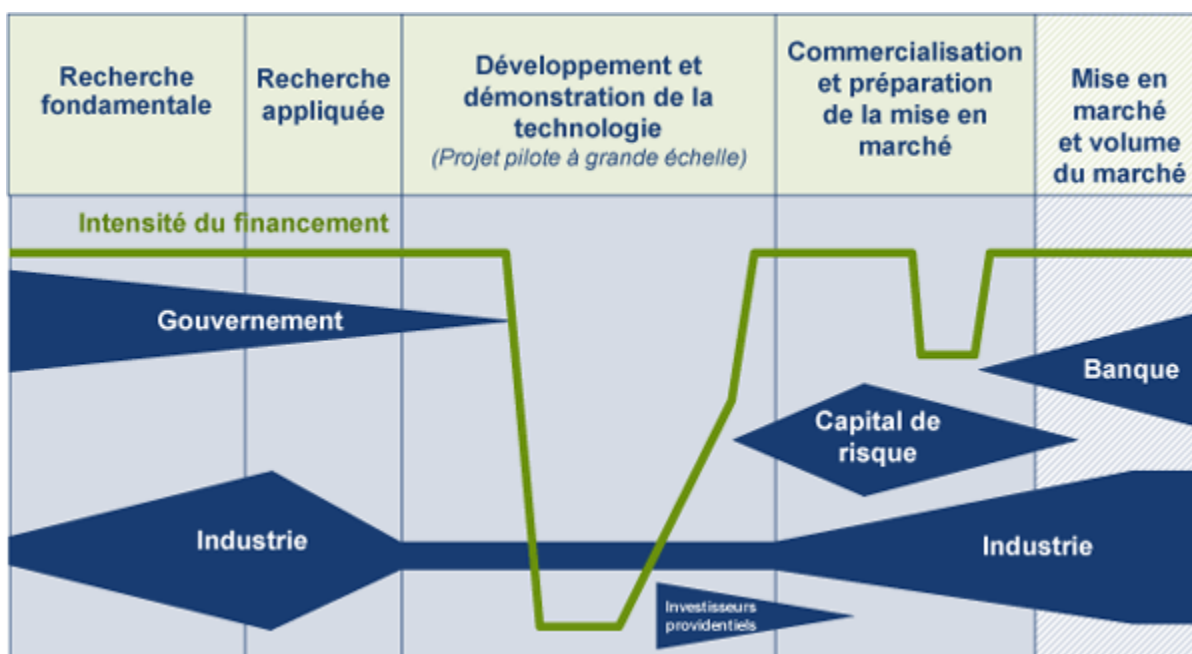 Recherche
fondamentale
Recherche
appliquée
Développement et
démonstration de la
technologie
(Projet pilote à grande échelle)
Commercialisation
et préparation
de la mise en
marché
Mise en
marché
et volume
du marché
Intensité du financement
Gouvernement
Banque
Capital de
risque
Industrie
Industrie
Investisseurs
providentiels